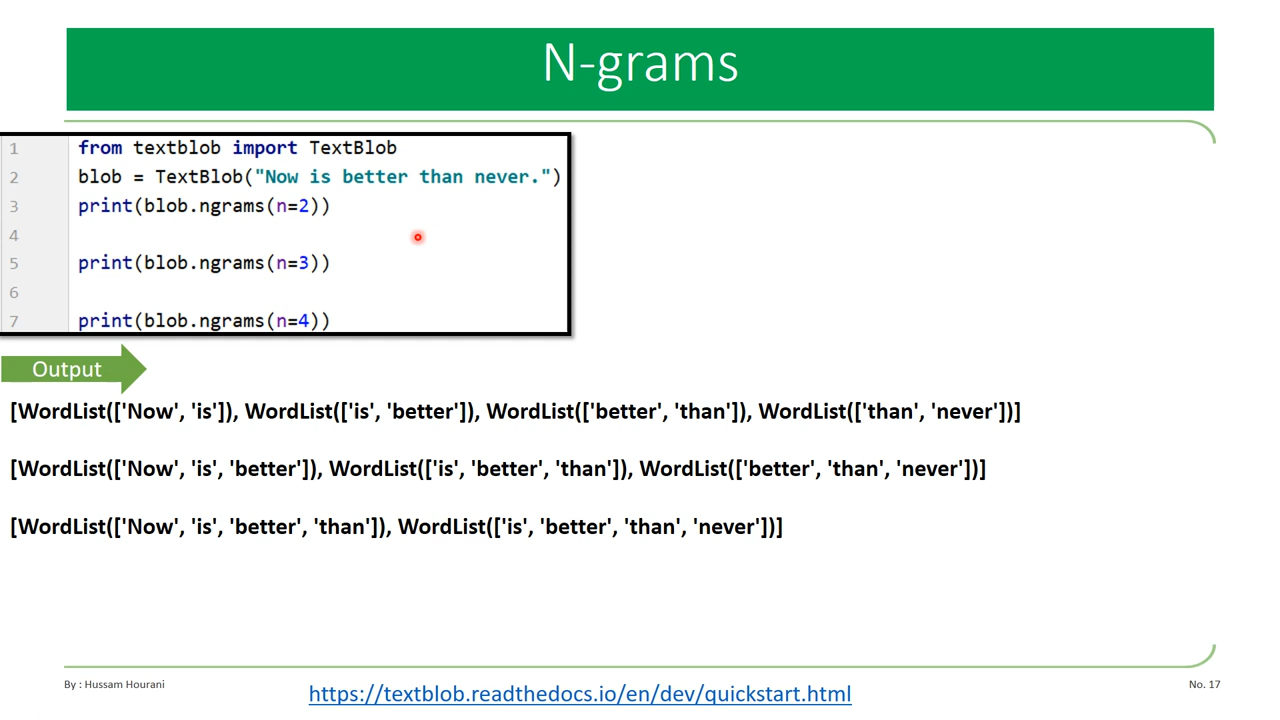 N-grams
1 from textblob import TextBlob
2 blob = TextBlob("Now is better than never.")
3 print(blob.ngrams(n=2))
4
5 print(blob.ngrams(n=3))
6
7 print(blob.ngrams(n=4))
Output
[WordList(['Now', 'is']), WordList(['is', 'better']), WordList(['better', 'than']), WordList(['than', 'never'])]
[WordList(['Now', 'is', 'better']), WordList(['is', 'better', 'than']), WordList(['better', 'than', 'never'])]
[WordList(['Now', 'is', 'better', 'than']), WordList(['is', 'better', 'than', 'never'])]
By : Hussam Hourani
https://textblob.readthedocs.io/en/dev/quickstart.html
No. 17